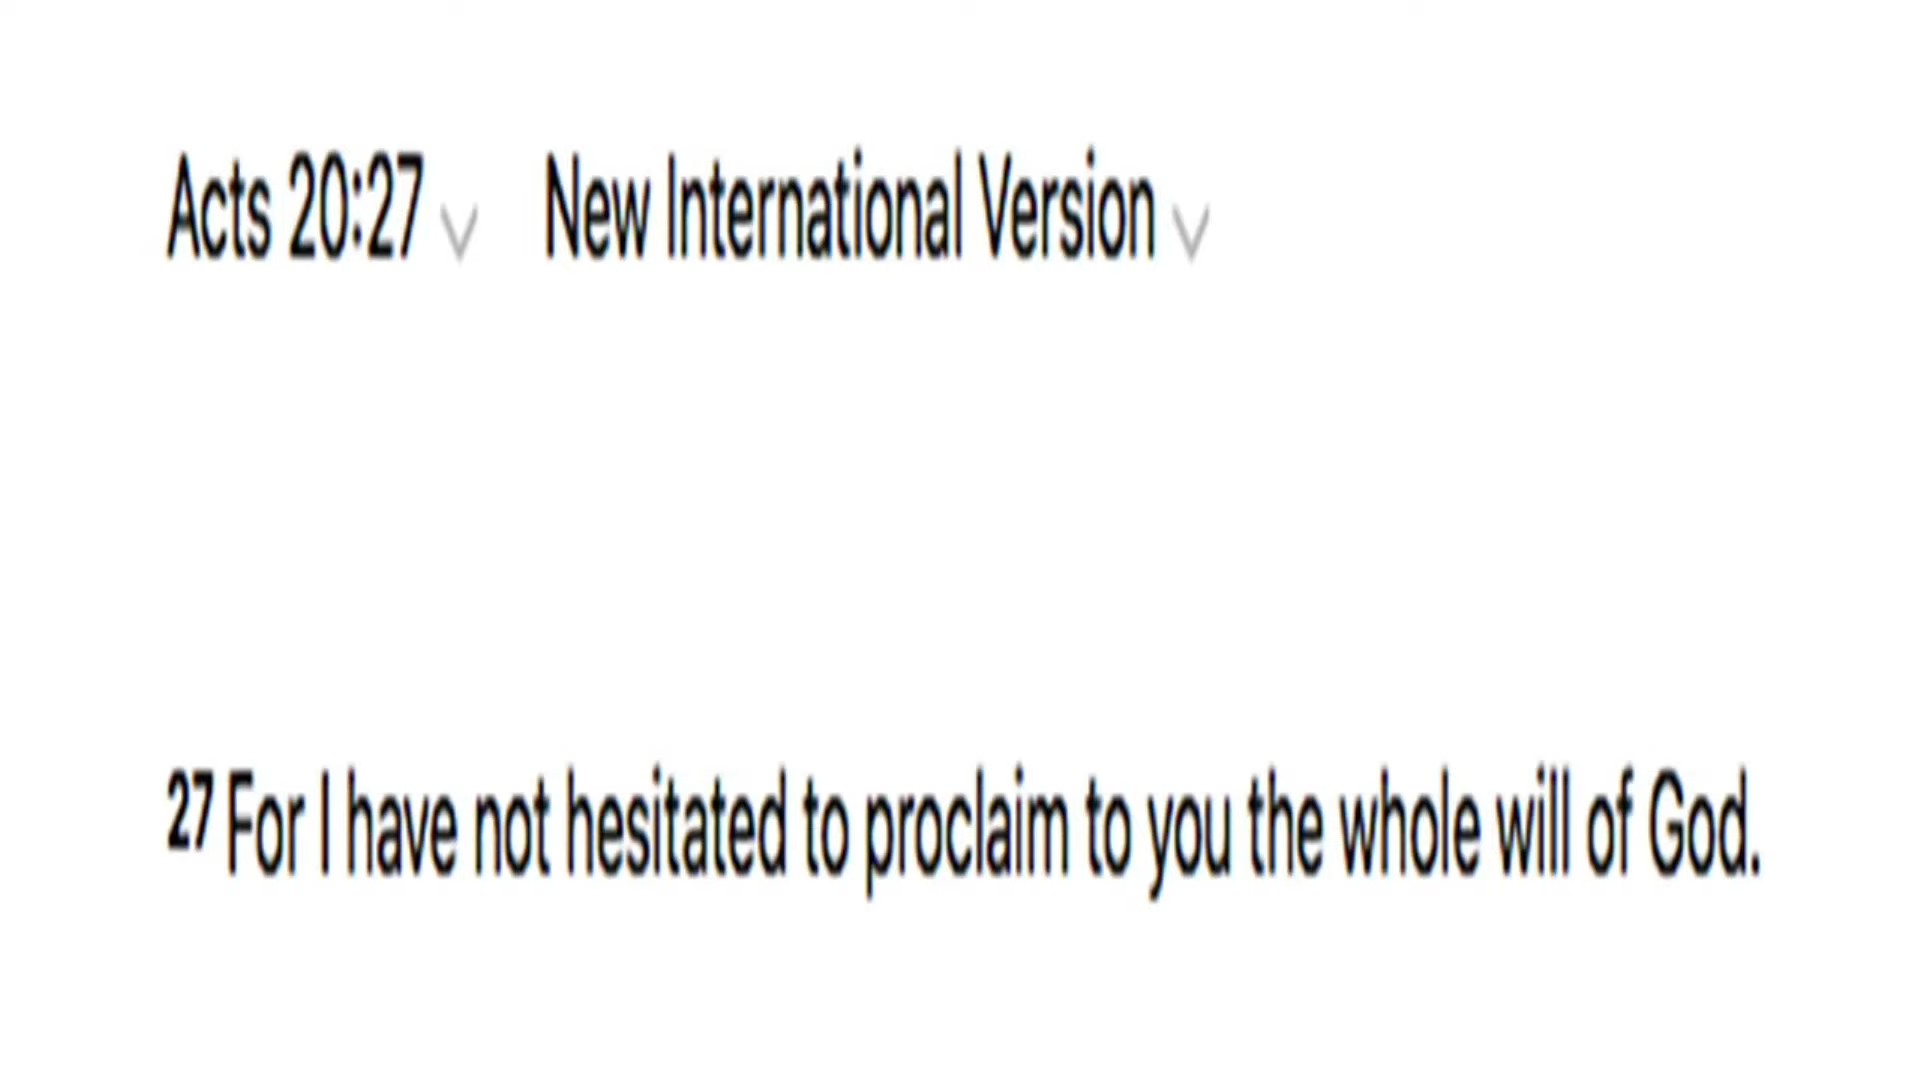 Acts 20:27 New International Version
27 For I have not hesitated to proclaim to you the whole will of God.